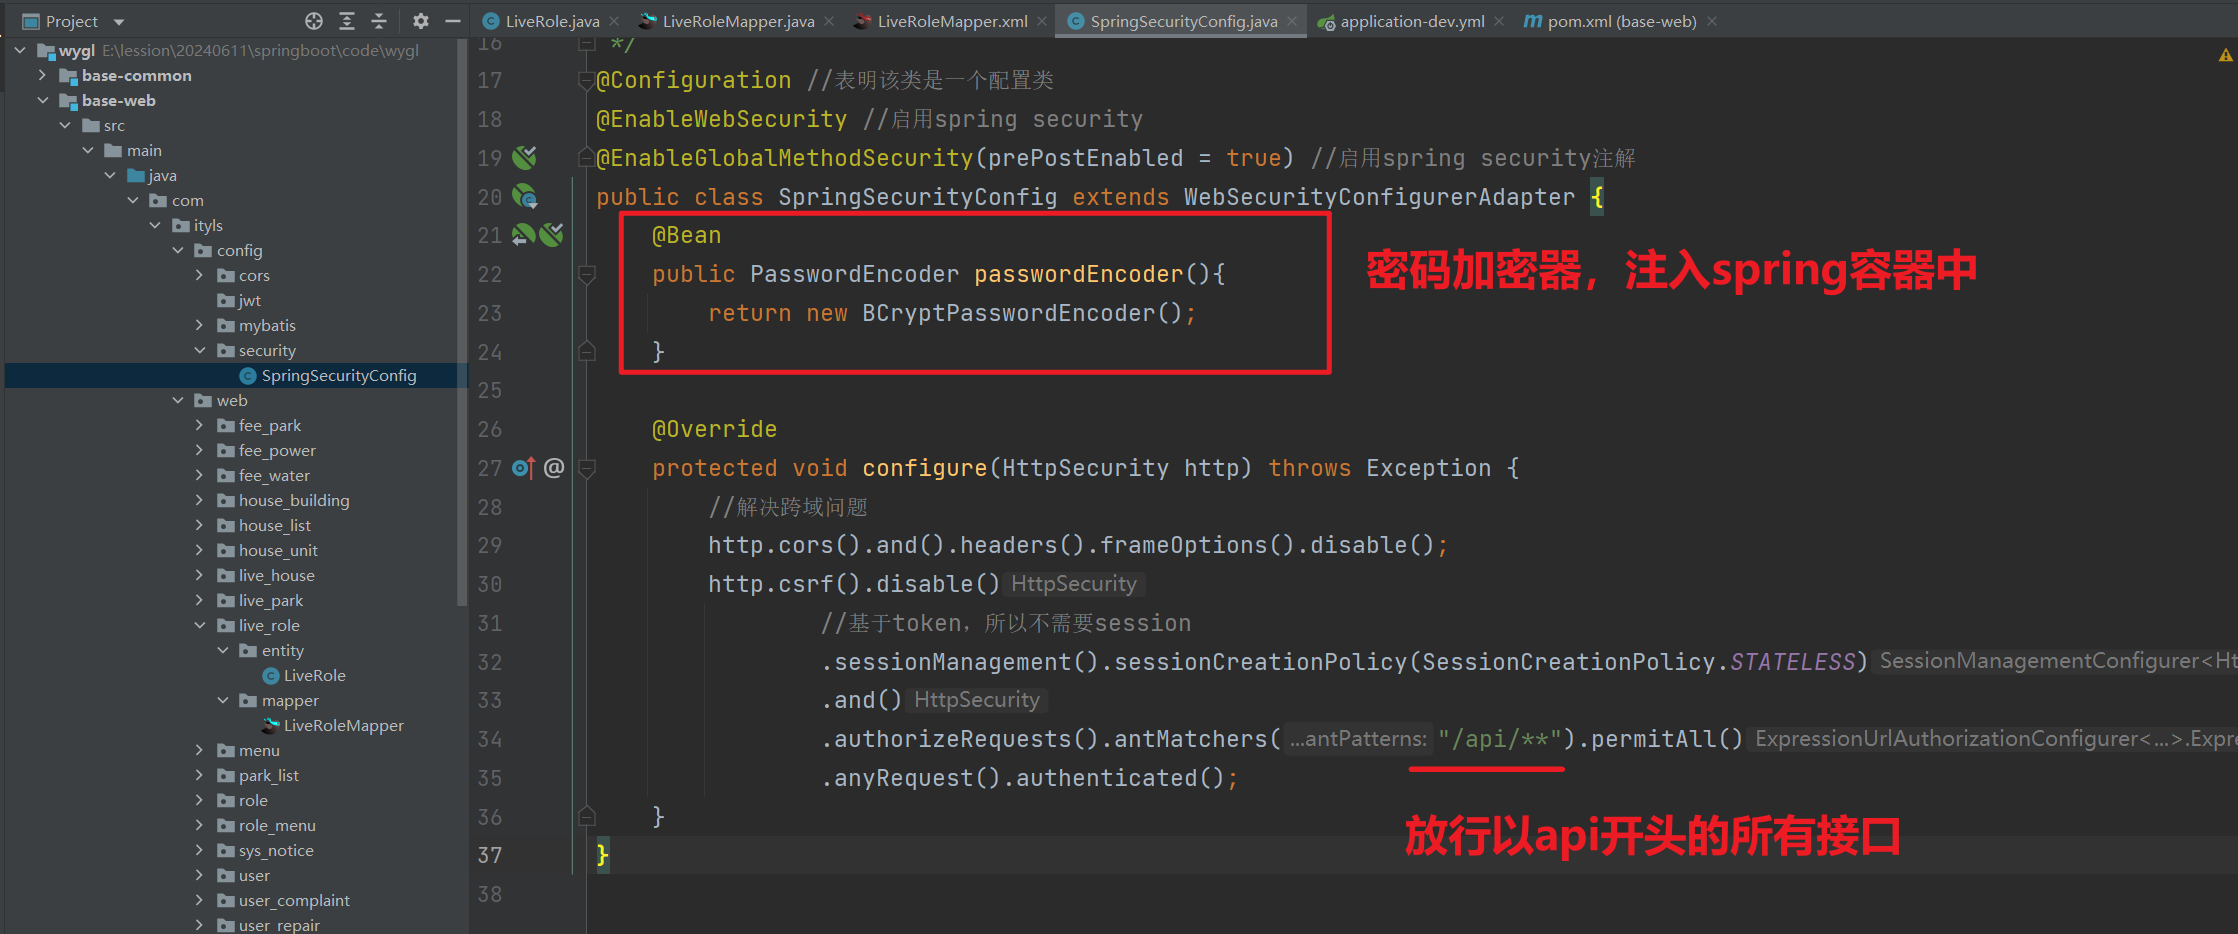 Project
LiveRole.java
LiveRoleMapper.java
LiveRoleMapper.xml
SpringSecurityConfig.java
application-dev.yml
pom.xml (base-web)
wygl E:\lession\20240611\springboot\code\wygl
base-common
base-web
src
main
java
com
ityls
config
cors
jwt
mybatis
security
SpringSecurityConfig
web
fee_park
fee_power
fee_water
house_building
house_list
house_unit
live_house
live_park
live_role
entity
LiveRole
mapper
LiveRoleMapper
menu
park_list
role
role_menu
sys_notice
user
user_complaint
user_repair
16 */
17 @Configuration //表明该类是一个配置类
18 @EnableWebSecurity //启用spring security
19 @EnableGlobalMethodSecurity(prePostEnabled = true) //启用spring security注解
20 public class SpringSecurityConfig extends WebSecurityConfigurerAdapter {
21 @Bean
22 public PasswordEncoder passwordEncoder(){
23 return new BCryptPasswordEncoder();
24 }
25
26 @Override
27 @ protected void configure(HttpSecurity http) throws Exception {
28 //解决跨域问题
29 http.cors().and().headers().frameOptions().disable();
30 http.csrf().disable() HttpSecurity
31 //基于token，所以不需要session
32 .sessionManagement().sessionCreationPolicy(SessionCreationPolicy.STATELESS) SessionManagementConfigurer<Ht
33 .and() HttpSecurity
34 .authorizeRequests().antMatchers( ...antPatterns: "/api/**").permitAll() ExpressionUrlAuthorizationConfigurer<...>.Expre
35 .anyRequest().authenticated();
36 }
37 }
38
密码加密器，注入spring容器中
放行以api开头的所有接口